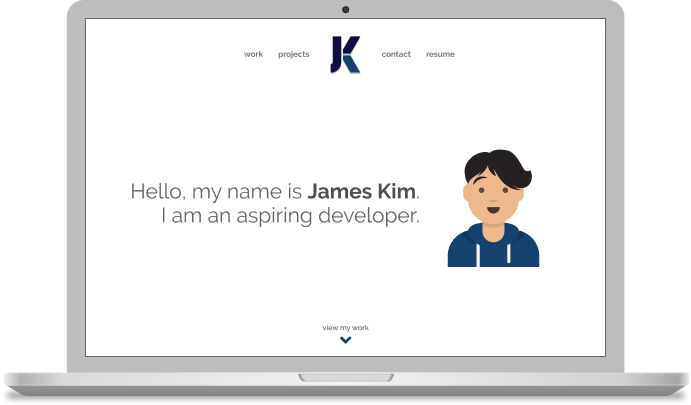 work projects JK contact resume
Hello, my name is James Kim.
I am an aspiring developer.
view my work